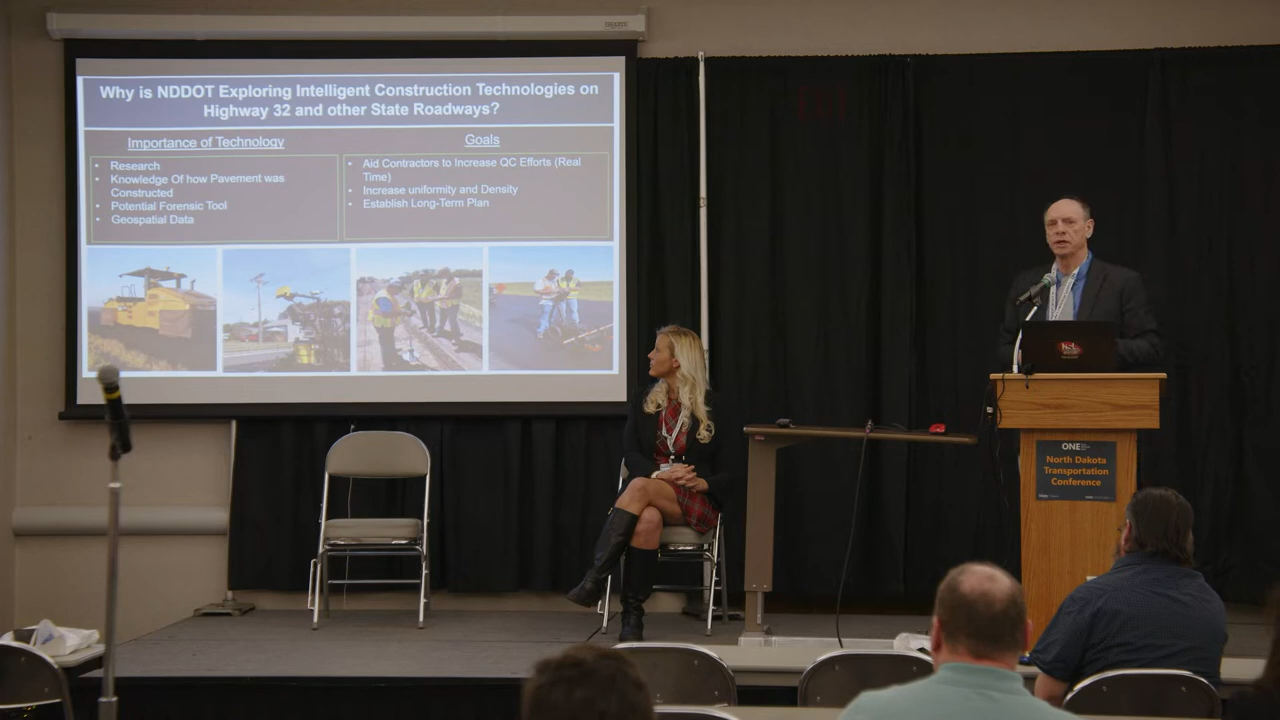 Why is NDDOT Exploring Intelligent Construction Technologies on
Highway 32 and other State Roadways?
Importance of Technology
• Research
• Knowledge Of how Pavement was
Constructed
• Potential Forensic Tool
• Geospatial Data
Goals
• Aid Contractors to Increase QC Efforts (Real
Time)
• Increase uniformity and Density
• Establish Long-Term Plan
ONE
North Dakota
Transportation
Conference